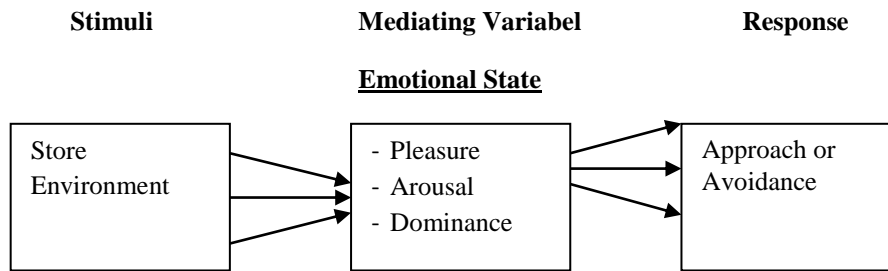 Stimuli Mediating Variabel Response
Emotional State
Store
Environment
- Pleasure
- Arousal
- Dominance
Approach or
Avoidance